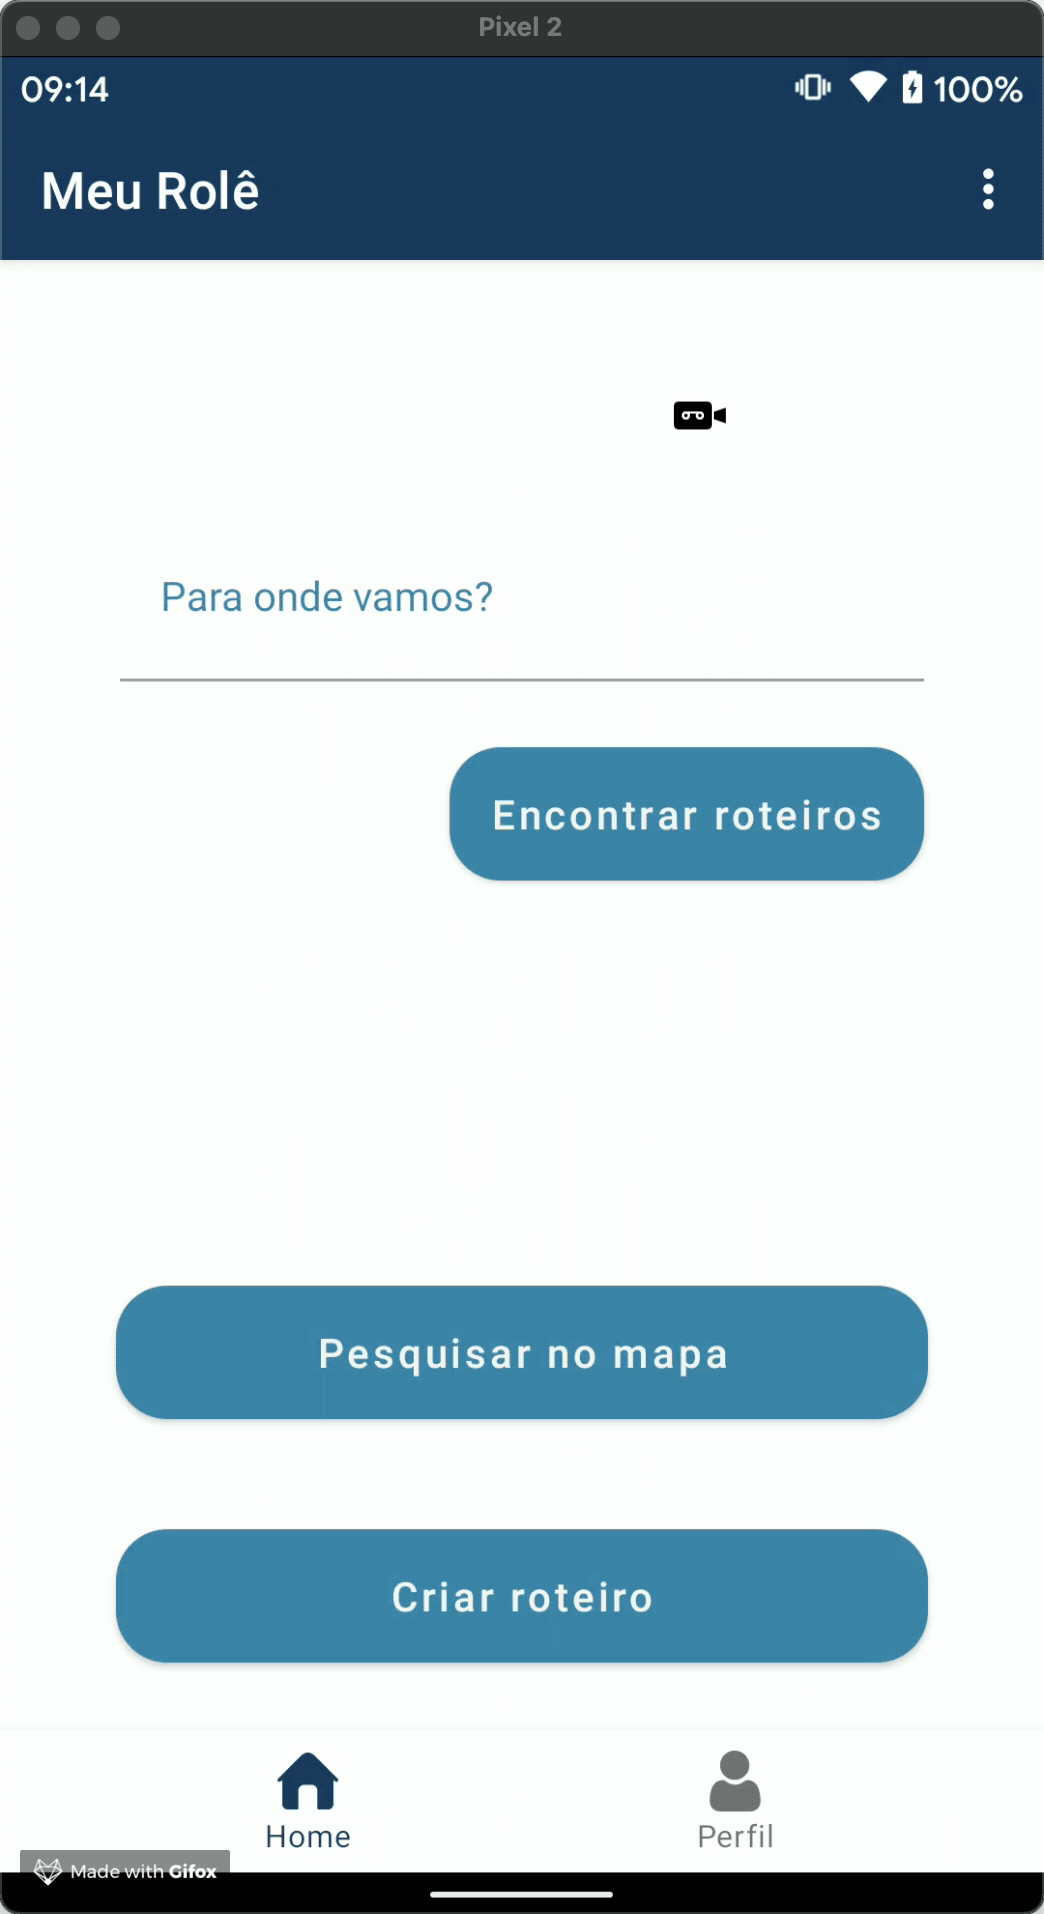 Pixel 2
09:14 100%
Meu Rolê
Para onde vamos?
Encontrar roteiros
Pesquisar no mapa
Criar roteiro
Home Perfil
Made with Gifox